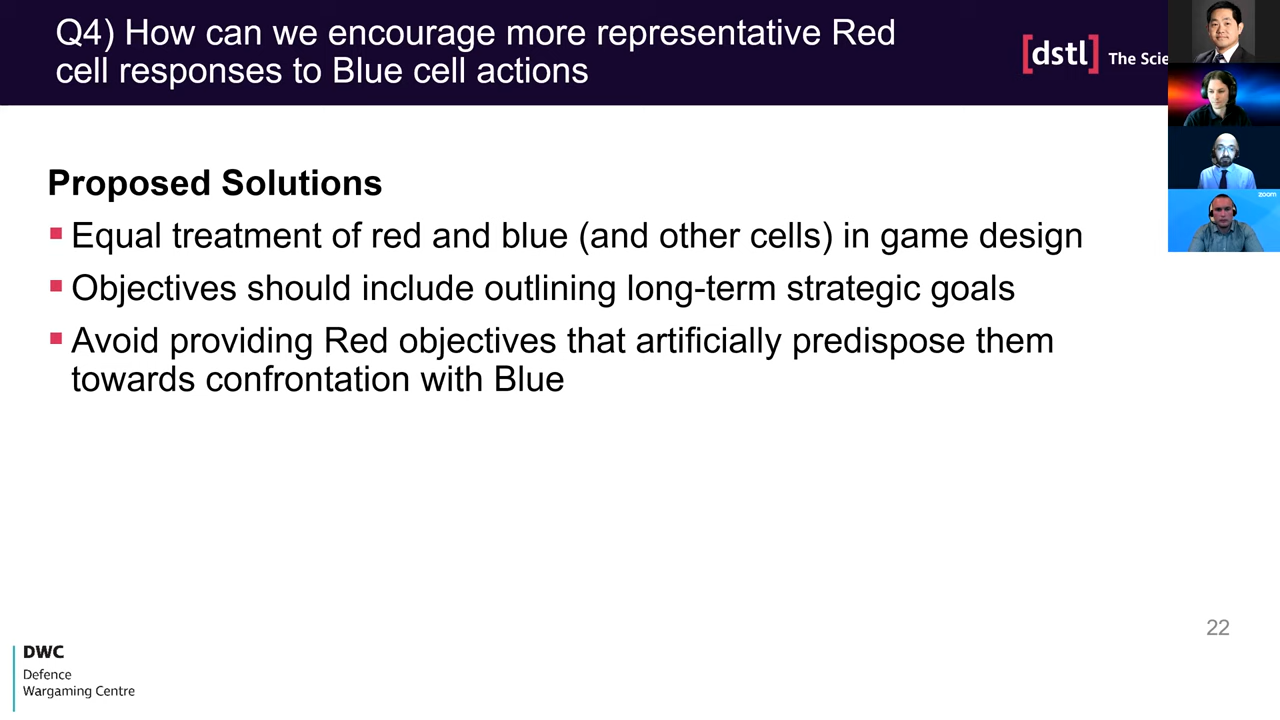 Q4) How can we encourage more representative Red
cell responses to Blue cell actions
[dstl] The Scie
zoom
Proposed Solutions
Equal treatment of red and blue (and other cells) in game design
Objectives should include outlining long-term strategic goals
Avoid providing Red objectives that artificially predispose them
towards confrontation with Blue
22
DWC
Defence
Wargaming Centre